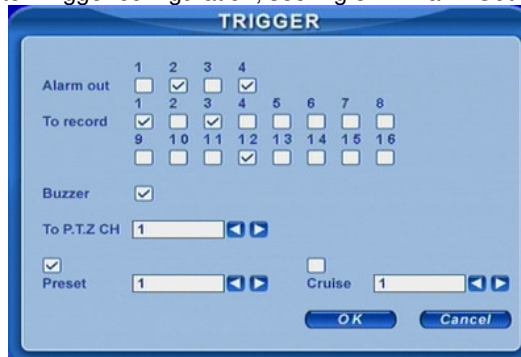 TRIGGER
1 2 3 4
Alarm out
1 2 3 4 5 6 7 8
To record
9 10 11 12 13 14 15 16
Buzzer
To P.T.Z CH 1
Preset 1 Cruise 1
OK Cancel